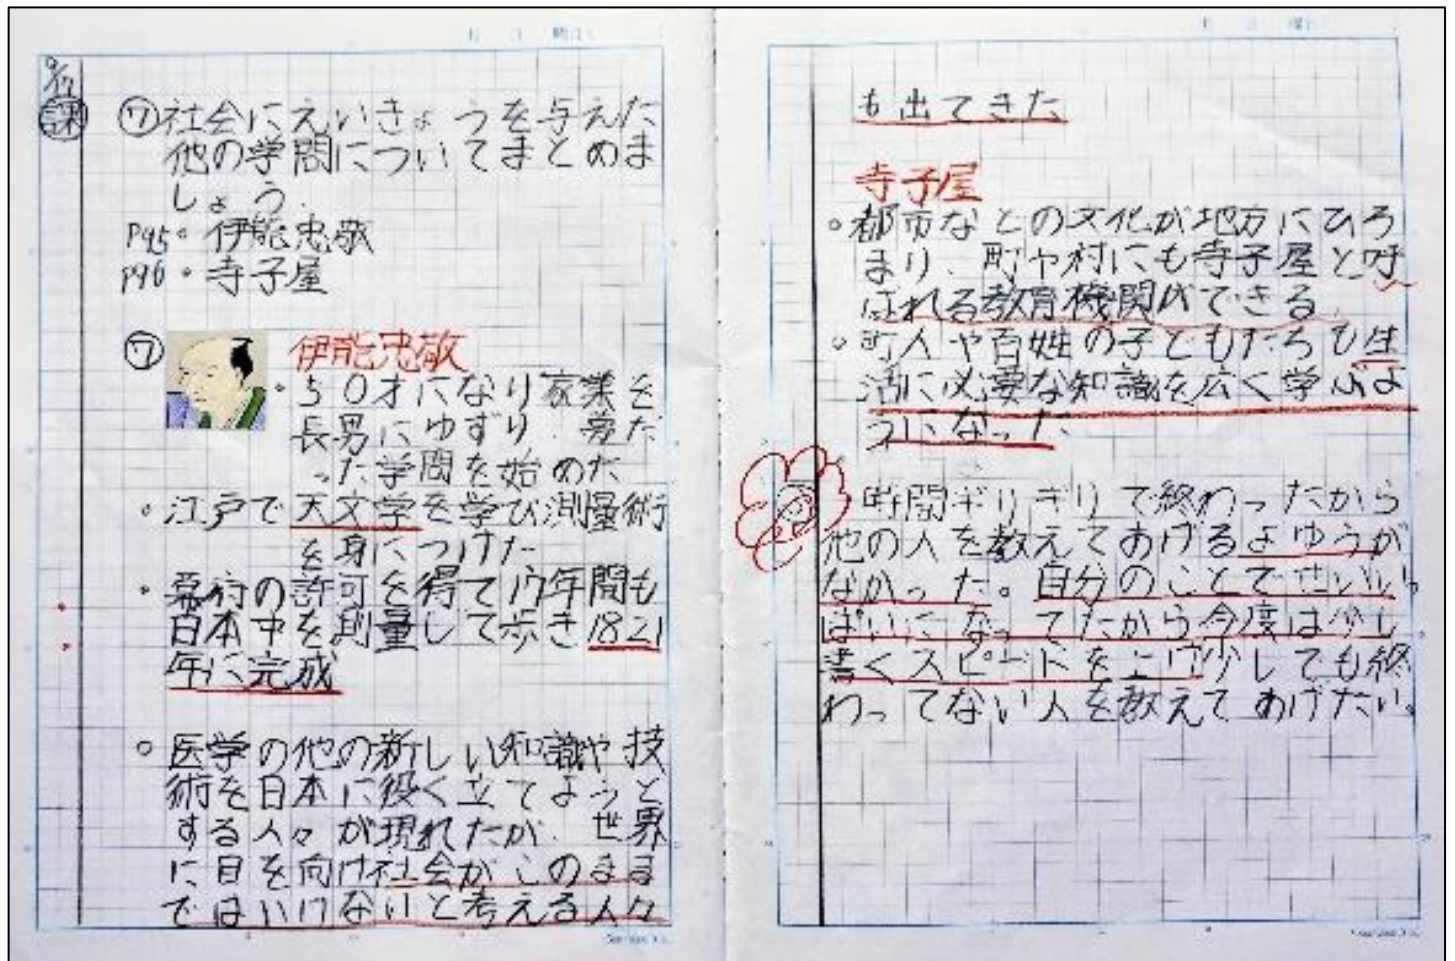 月 日 曜日
9/12
課
㋗社会にえいきょうを与えた
他の学問についてまとめま
しょう.
P95・伊能忠敬
P96・寺子屋
㋗ 伊能忠敬
・50才になり家業を
長男にゆずり、夢だ
った学問を始めた
・江戸で天文学を学び測量術
を身につけた
・幕府の許可を得て17年間も
日本中を測量して歩き1821
年に完成
・医学の他の新しい知識や技
術を日本に役く立てようと
する人々が現れたが、世界
に目を向け社会がこのまま
ではいけないと考える人々
月 日 曜日
も出てきた
寺子屋
・都市などの文化が地方にひろ
まり、町や村にも寺子屋と呼
ばれる教育機関ができる、
・町人や百姓の子どもたちも生
活に必要な知識を広く学ぶよ
うになった
時間ギリギリで終わったから
他の人を教えてあげるよゆうが
なかった。自分のことでせいいっ
ぱいになってたから今度は少し
書くスピードを上げ少しでも終
わってない人を教えてあげたい。